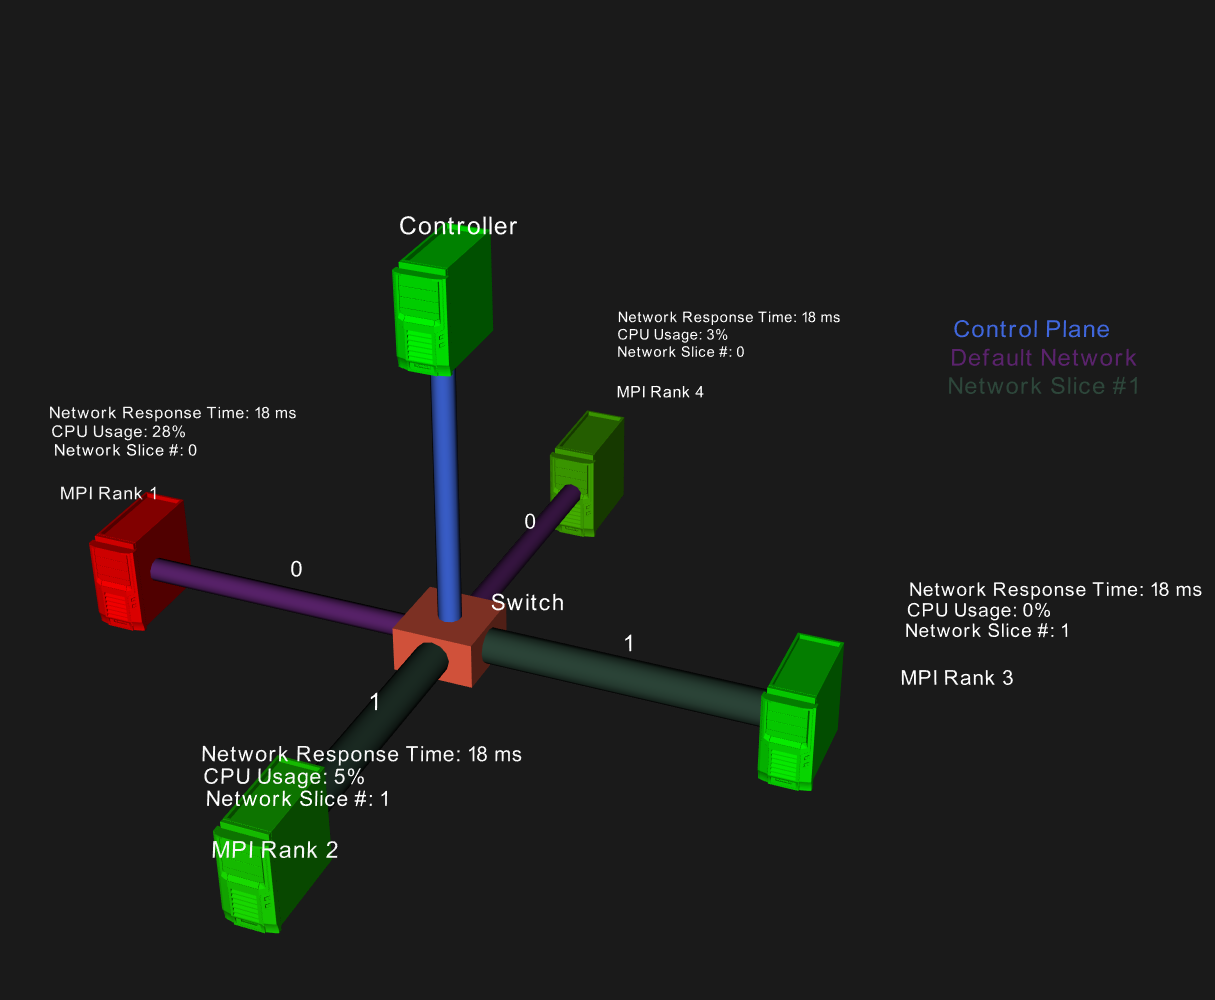 Controller
Network Response Time: 18 ms
CPU Usage: 3%
Network Slice #: 0
MPI Rank 4
Control Plane
Default Network
Network Slice #1
Network Response Time: 18 ms
CPU Usage: 28%
Network Slice #: 0
MPI Rank 1
0
0
Switch
Network Response Time: 18 ms
CPU Usage: 0%
Network Slice #: 1
MPI Rank 3
1
1
Network Response Time: 18 ms
CPU Usage: 5%
Network Slice #: 1
MPI Rank 2